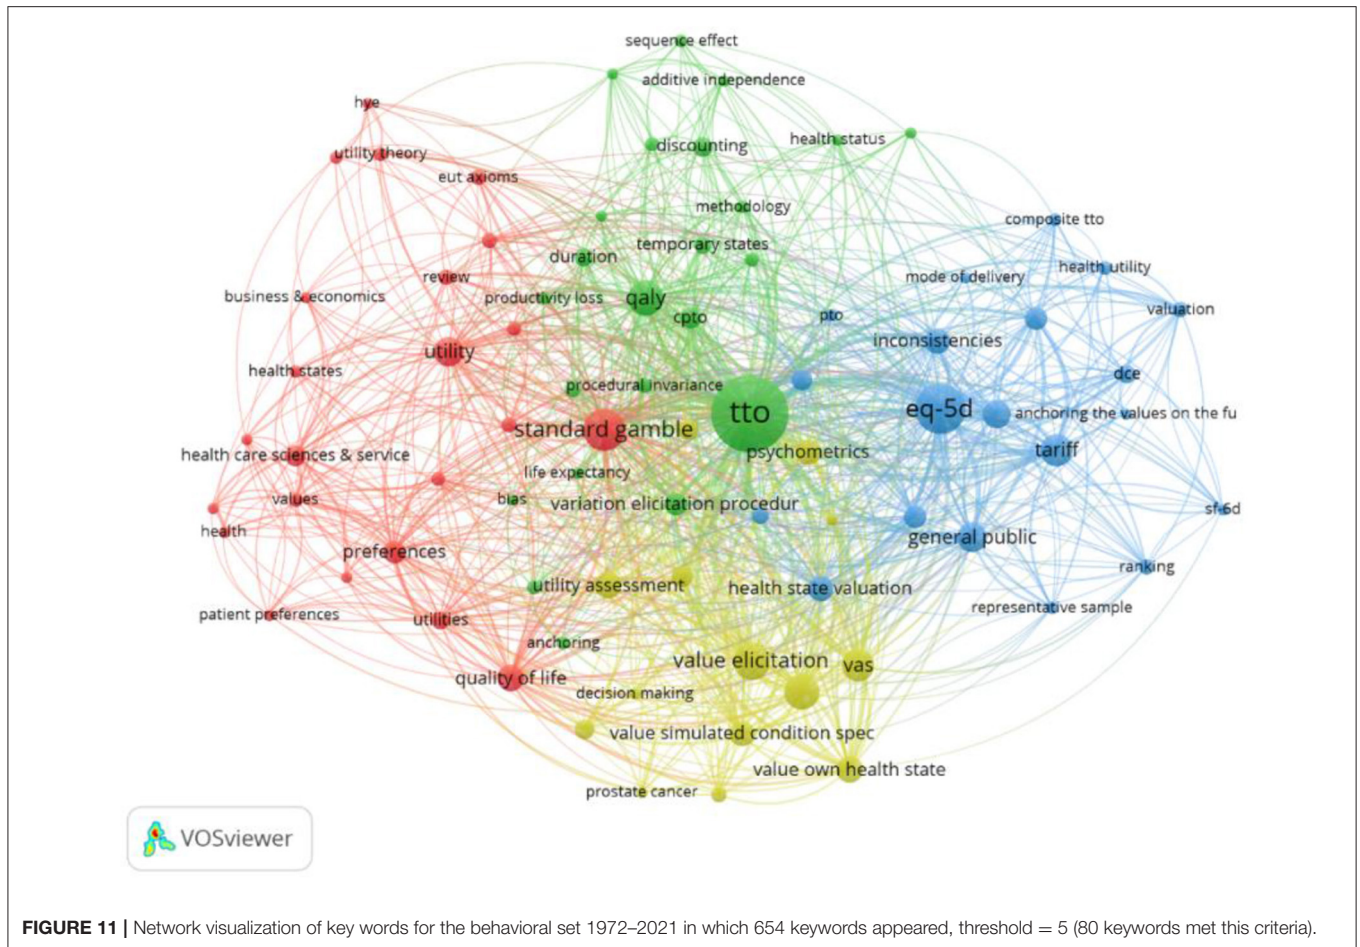 sequence effect
additive independence
hye
health status
discounting
utility theory
eut axioms
methodology
composite tto
temporary states
duration
health utility
review
mode of delivery
business & economics
productivity loss
qaly
valuation
cpto
pto
inconsistencies
utility
health states
dce
procedural invariance
tto
eq-5d
anchoring the values on the fu
standard gamble
psychometrics
tariff
health care sciences & service
life expectancy
values
bias
variation elicitation procedur
sf-6d
health
general public
preferences
ranking
utility assessment
health state valuation
representative sample
patient preferences
utilities
anchoring
value elicitation
vas
quality of life
decision making
value simulated condition spec
value own health state
prostate cancer
VOSviewer
FIGURE 11 | Network visualization of key words for the behavioral set 1972–2021 in which 654 keywords appeared, threshold = 5 (80 keywords met this criteria).